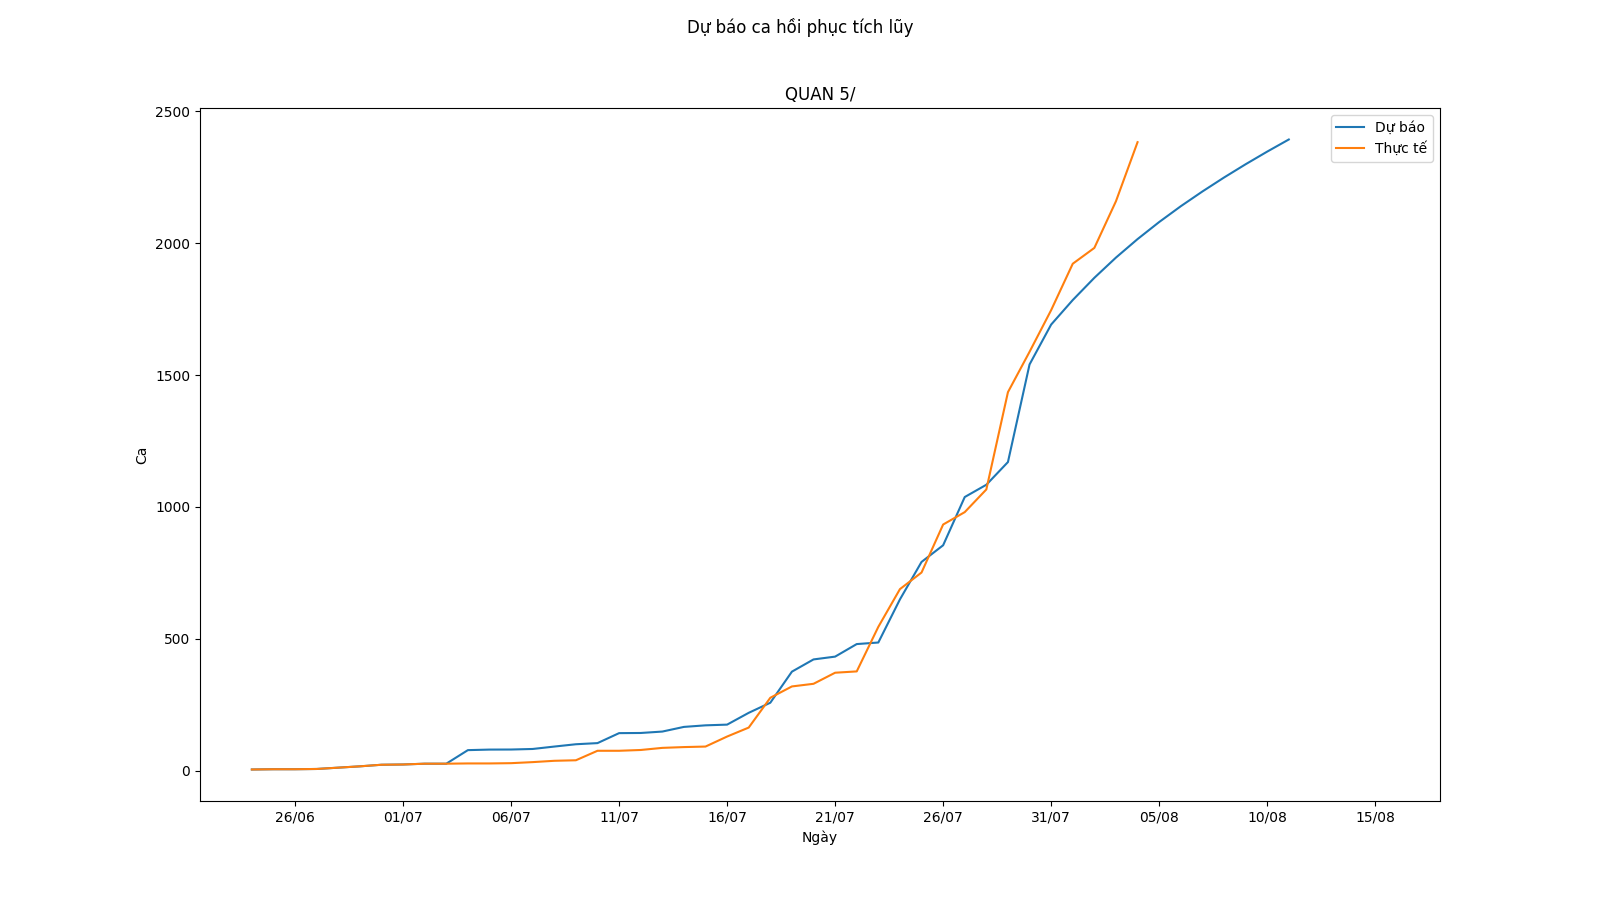 Dự báo ca hồi phục tích lũy
QUAN 5/
2500
2000
1500
1000
500
0
Ca
Dự báo
Thực tế
26/06
01/07
06/07
11/07
16/07
21/07
26/07
31/07
05/08
10/08
15/08
Ngày